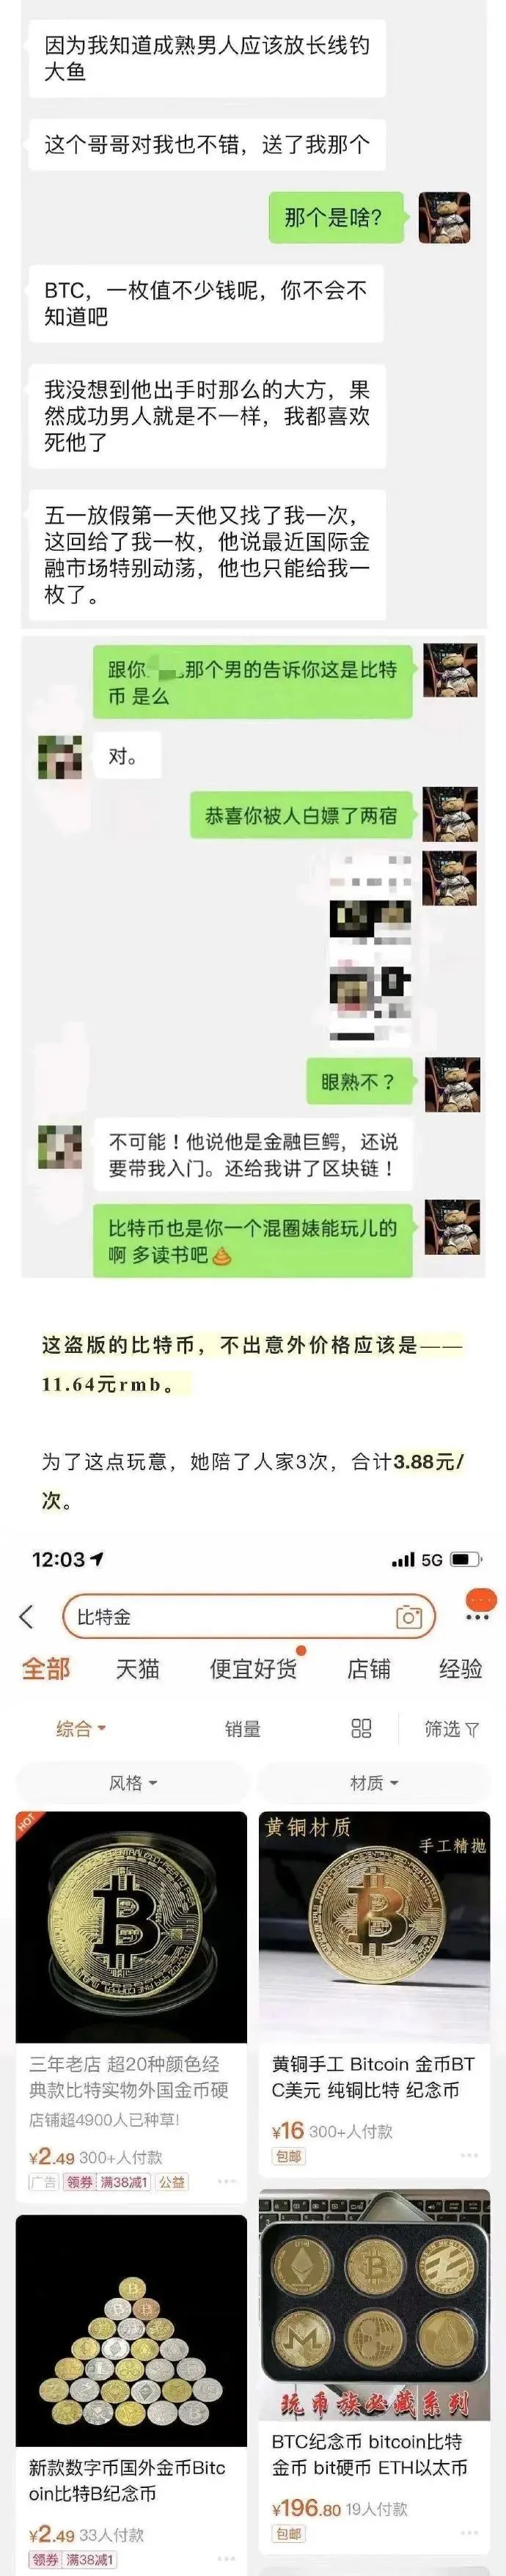 因为我知道成熟男人应该放长线钓
大鱼
这个哥哥对我也不错，送了我那个
那个是啥？
BTC，一枚值不少钱呢，你不会不
知道吧
我没想到他出手时那么的大方，果
然成功男人就是不一样，我都喜欢
死他了
五一放假第一天他又找了我一次，
这回给了我一枚，他说最近国际金
融市场特别动荡，他也只能给我一
枚了。
跟你 那个男的告诉你这是比特
币 是么
对。
恭喜你被人白嫖了两宿
眼熟不？
不可能！他说他是金融巨鳄，还说
要带我入门。还给我讲了区块链！
比特币也是你一个混圈婊能玩儿的
啊 多读书吧💩
这盗版的比特币，不出意外价格应该是——
11.64元rmb。
为了这点玩意，她陪了人家3次，合计3.88元/
次。
12:03
5G
比特金
全部 天猫 便宜好货 店铺 经验
综合 销量 筛选
风格 材质
HOT
三年老店 超20种颜色经
典款比特实物外国金币硬
店铺超4900人已种草!
¥2.49 300+人付款
广告 领券 满38减1 公益
黄铜材质
手工精抛
黄铜手工 Bitcoin 金币BT
C美元 纯铜比特 纪念币
¥16 300+人付款
包邮
新款数字币国外金币Bitc
oin比特B纪念币
¥2.49 33人付款
领券 满38减1
玩币族必藏系列
BTC纪念币 bitcoin比特
金币 bit硬币 ETH以太币
¥196.80 19人付款
包邮